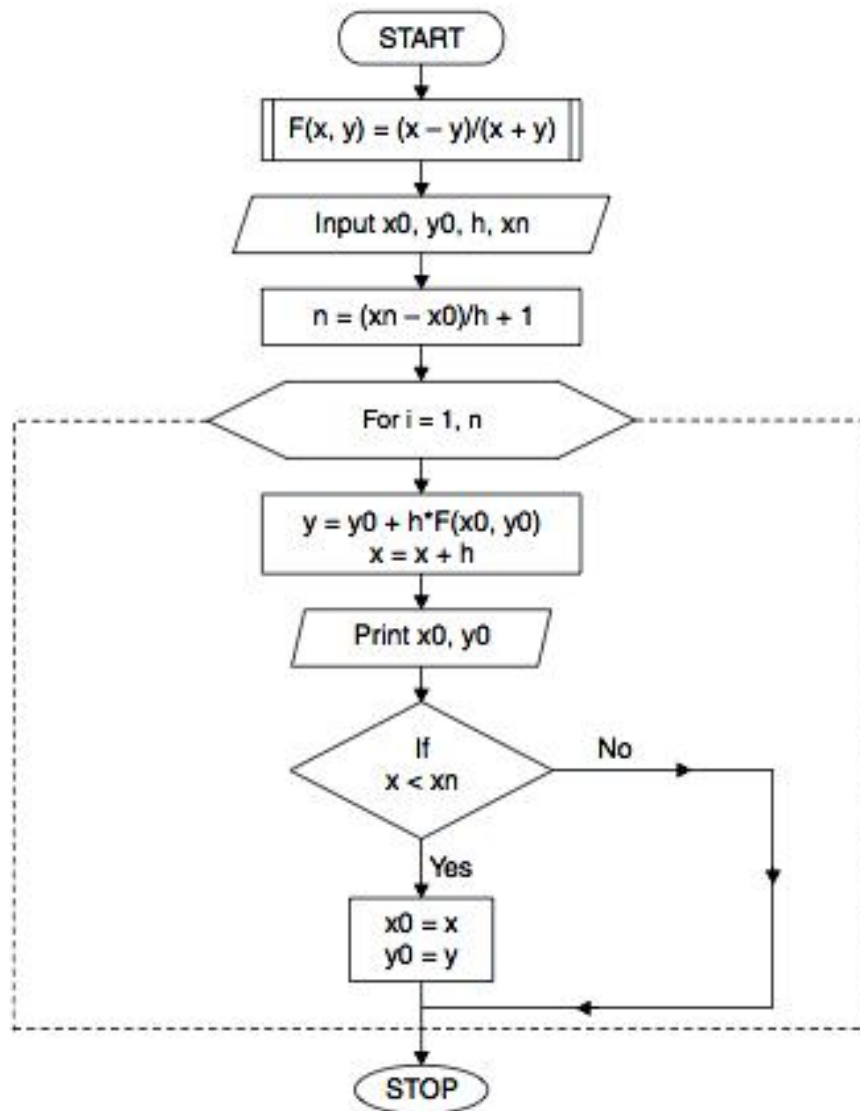 START
F(x, y) = (x – y)/(x + y)
Input x0, y0, h, xn
n = (xn – x0)/h + 1
For i = 1, n
y = y0 + h*F(x0, y0)
x = x + h
Print x0, y0
If
x < xn
No
Yes
x0 = x
y0 = y
STOP